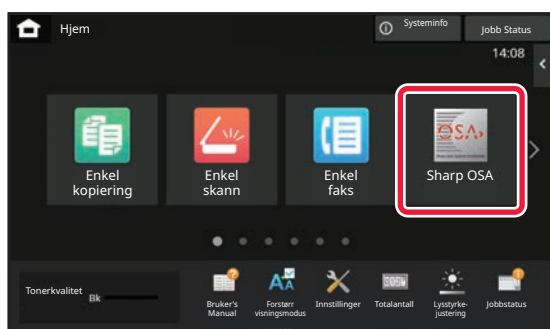 Hjem
Systeminfo
Jobb Status
14:08
OSA
Enkel
kopiering
Enkel
skann
Enkel
faks
Sharp OSA
Tonerkvalitet
Bk
Bruker's
Manual
Forstørr
visningsmodus
Innstillinger
Totalantall
Lysstyrke-
justering
Jobbstatus